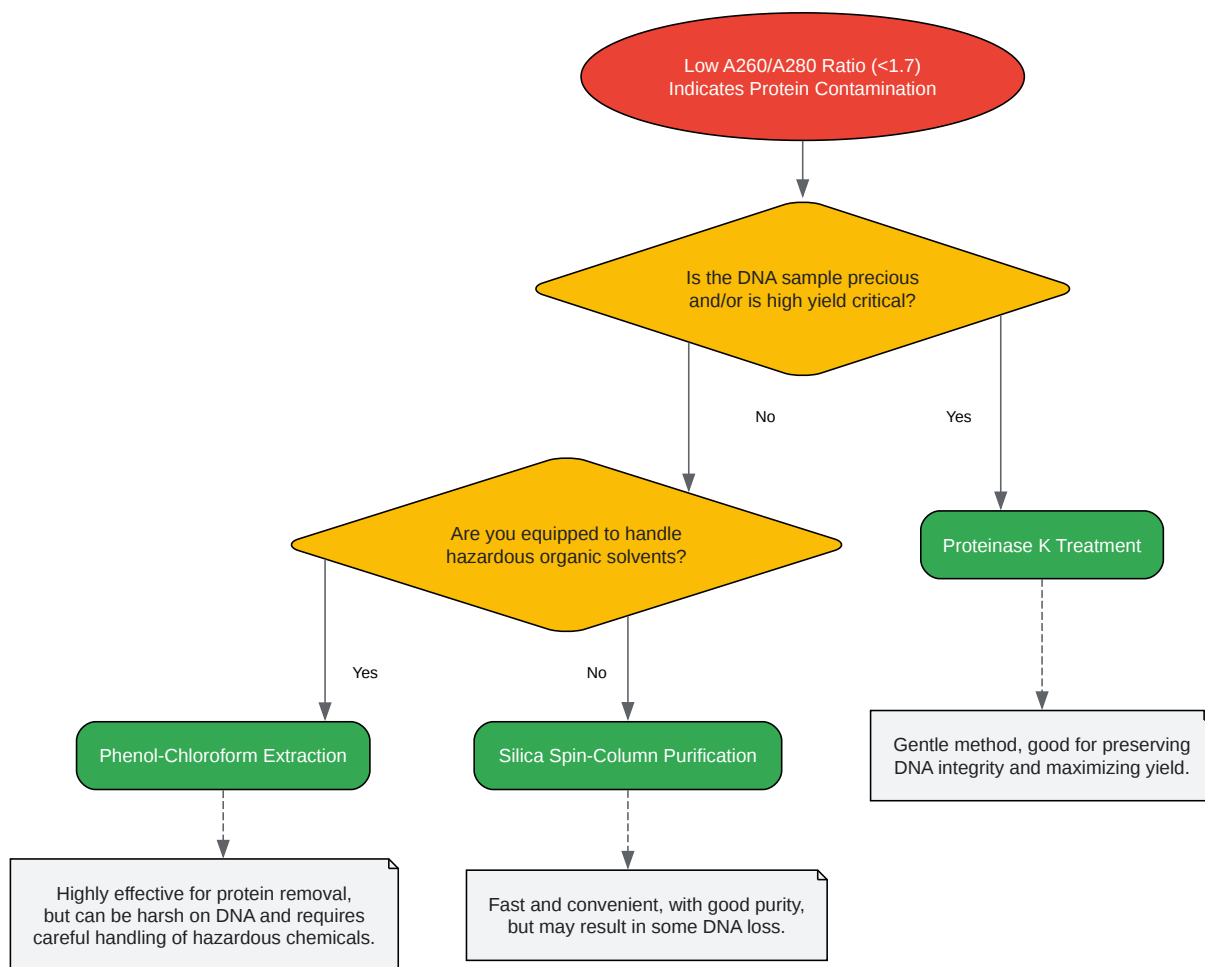 Low A260/A280 Ratio (<1.7)
Indicates Protein Contamination
Is the DNA sample precious
and/or is high yield critical?
No
Yes
Are you equipped to handle
hazardous organic solvents?
Proteinase K Treatment
Yes
No
Phenol-Chloroform Extraction
Silica Spin-Column Purification
Gentle method, good for preserving
DNA integrity and maximizing yield.
Highly effective for protein removal,
but can be harsh on DNA and requires
careful handling of hazardous chemicals.
Fast and convenient, with good purity,
but may result in some DNA loss.